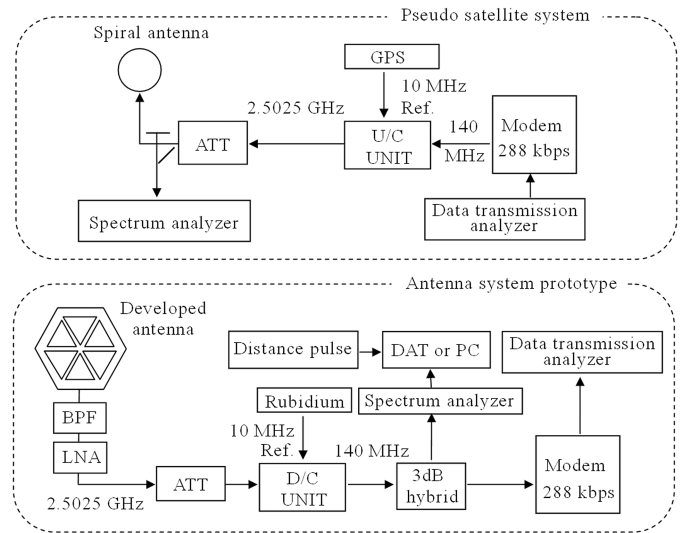 Pseudo satellite system
Spiral antenna
GPS
10 MHz
Ref.
2.5025 GHz
ATT
U/C
UNIT
140
MHz
Modem
288 kbps
Spectrum analyzer
Data transmission
analyzer
Antenna system prototype
Developed
antenna
Distance pulse
DAT or PC
Data transmission
analyzer
BPF
Rubidium
Spectrum analyzer
LNA
10 MHz
Ref.
140 MHz
2.5025 GHz
ATT
D/C
UNIT
3dB
hybrid
Modem
288 kbps